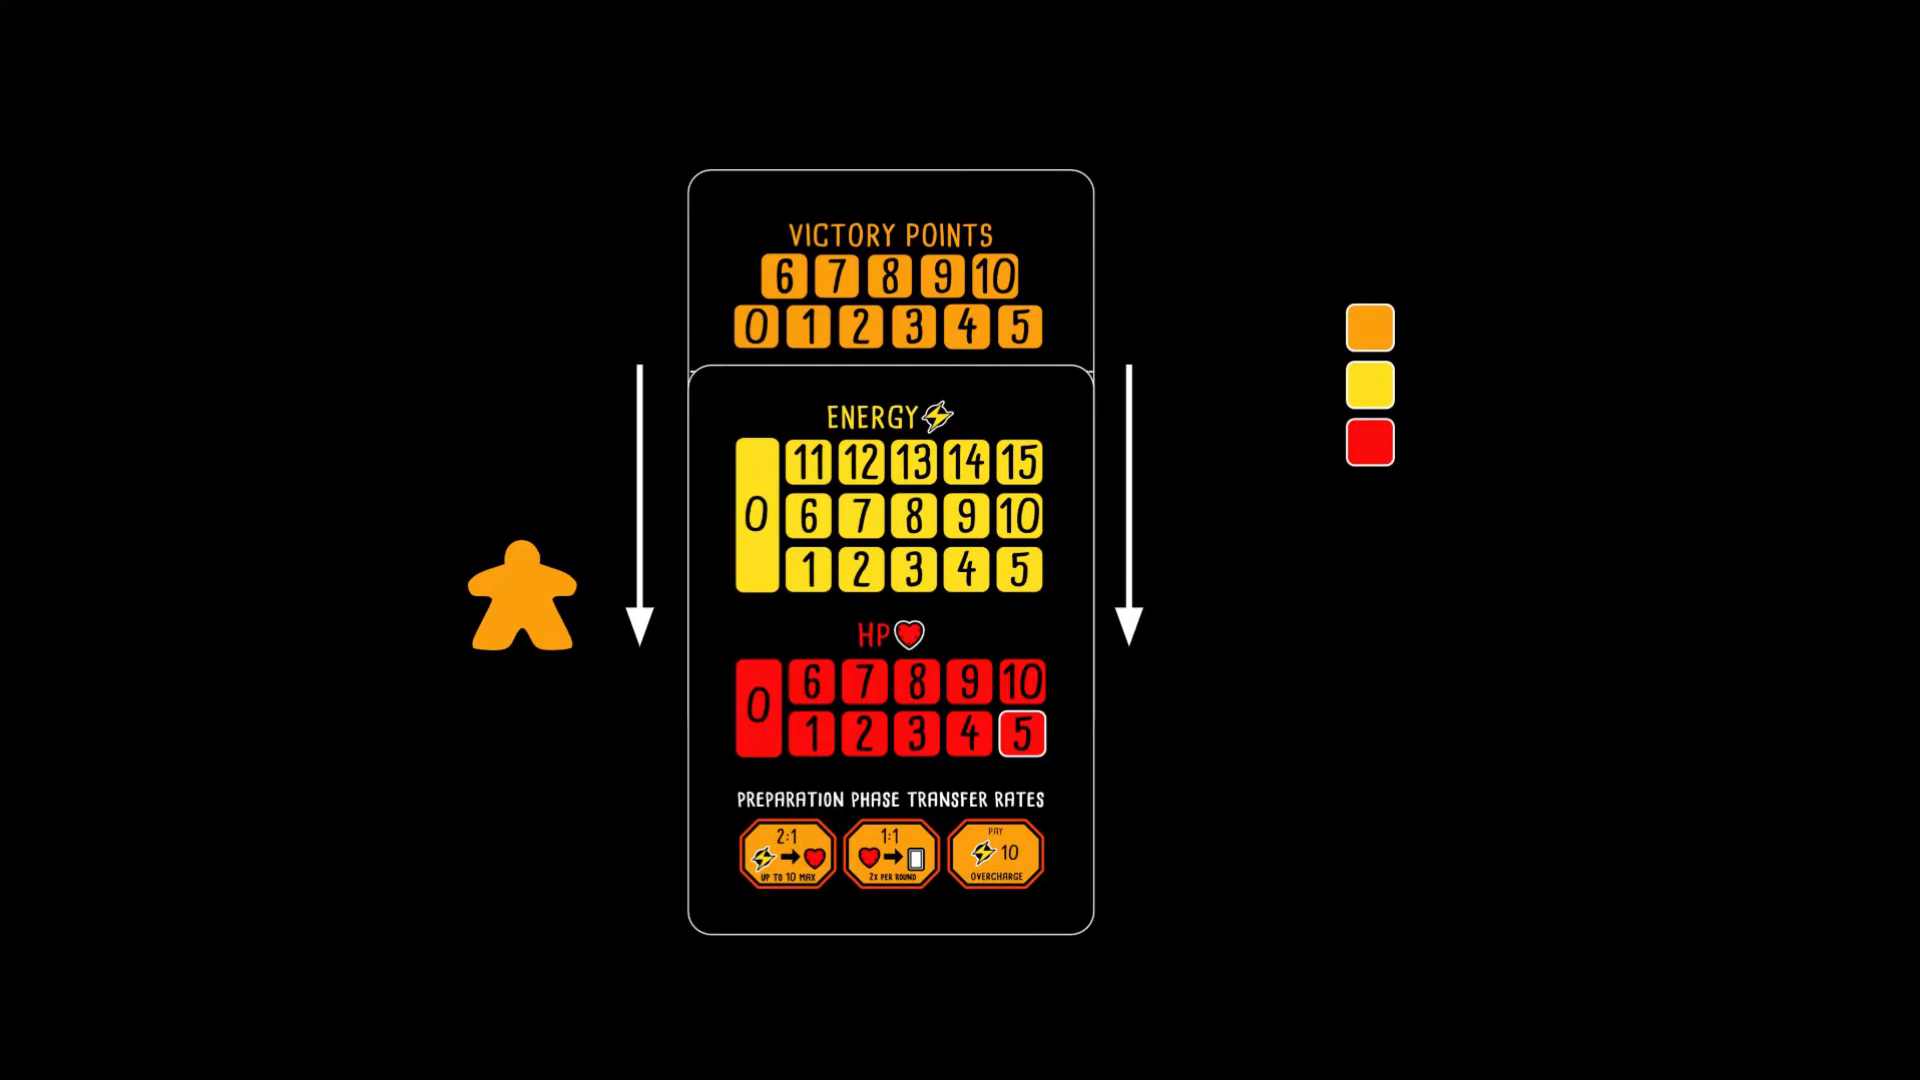 VICTORY POINTS
6 7 8 9 10
0 1 2 3 4 5
ENERGY
11 12 13 14 15
0 6 7 8 9 10
1 2 3 4 5
HP
6 7 8 9 10
0
1 2 3 4 5
PREPARATION PHASE TRANSFER RATES
2:1
UP TO 10 MAX
1:1
2X PER ROUND
PAY
10
OVERCHARGE